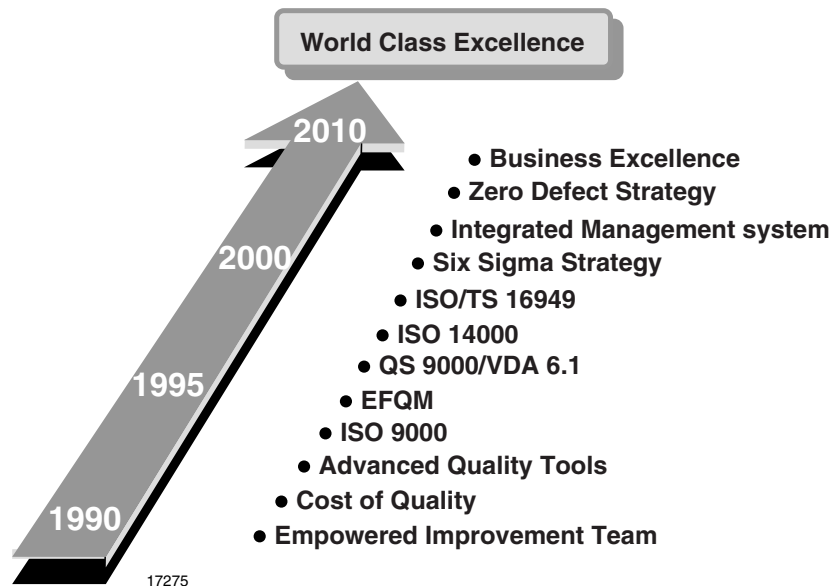 World Class Excellence
2010
• Business Excellence
• Zero Defect Strategy
• Integrated Management system
2000
• Six Sigma Strategy
• ISO/TS 16949
• ISO 14000
• QS 9000/VDA 6.1
1995
• EFQM
• ISO 9000
• Advanced Quality Tools
• Cost of Quality
1990
• Empowered Improvement Team
17275